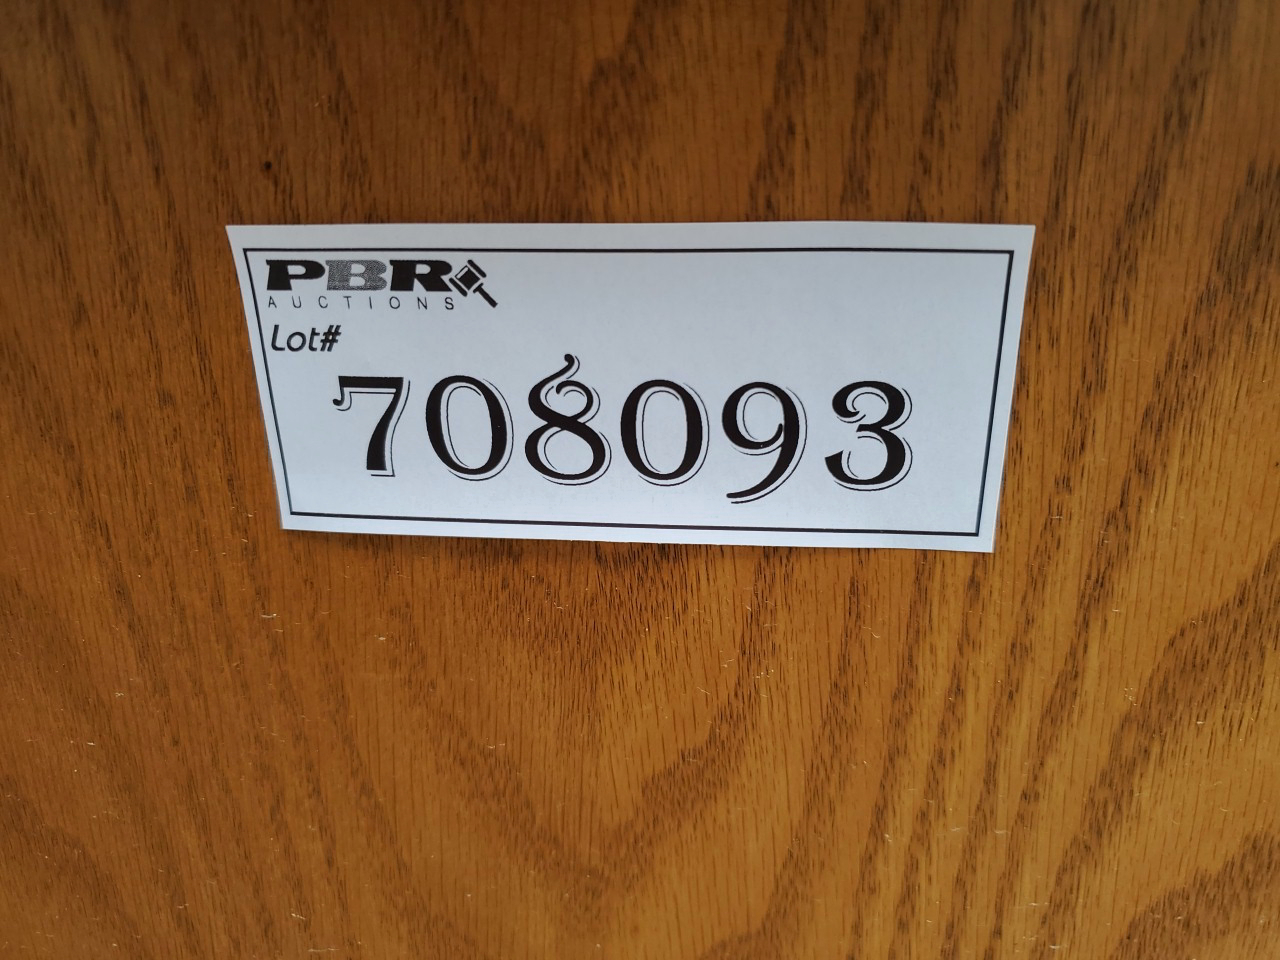 PBR
AUCTIONS
Lot#
708093